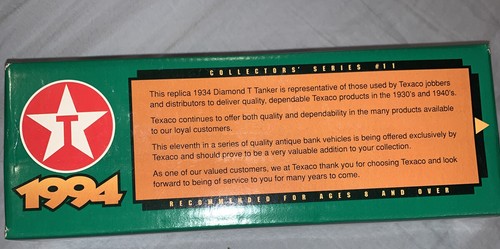 COLLECTORS' SERIES #11
This replica 1934 Diamond T Tanker is representative of those used by Texaco jobbers
and distributors to deliver quality, dependable Texaco products in the 1930's and 1940's.
Texaco continues to offer both quality and dependability in the many products available
to our loyal customers.
This eleventh in a series of quality antique bank vehicles is being offered exclusively by
Texaco and should prove to be a very valuable addition to your collection.
As one of our valued customers, we at Texaco thank you for choosing Texaco and look
forward to being of service to you for many years to come.
RECOMMENDED FOR AGES 8 AND OVER
T
1994